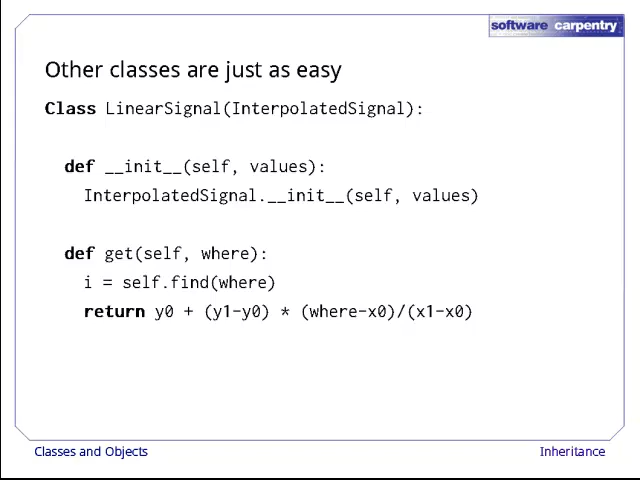 software carpentry
Other classes are just as easy
Class LinearSignal(InterpolatedSignal):
def __init__(self, values):
InterpolatedSignal.__init__(self, values)
def get(self, where):
i = self.find(where)
return y0 + (y1-y0) * (where-x0)/(x1-x0)
Classes and Objects
Inheritance